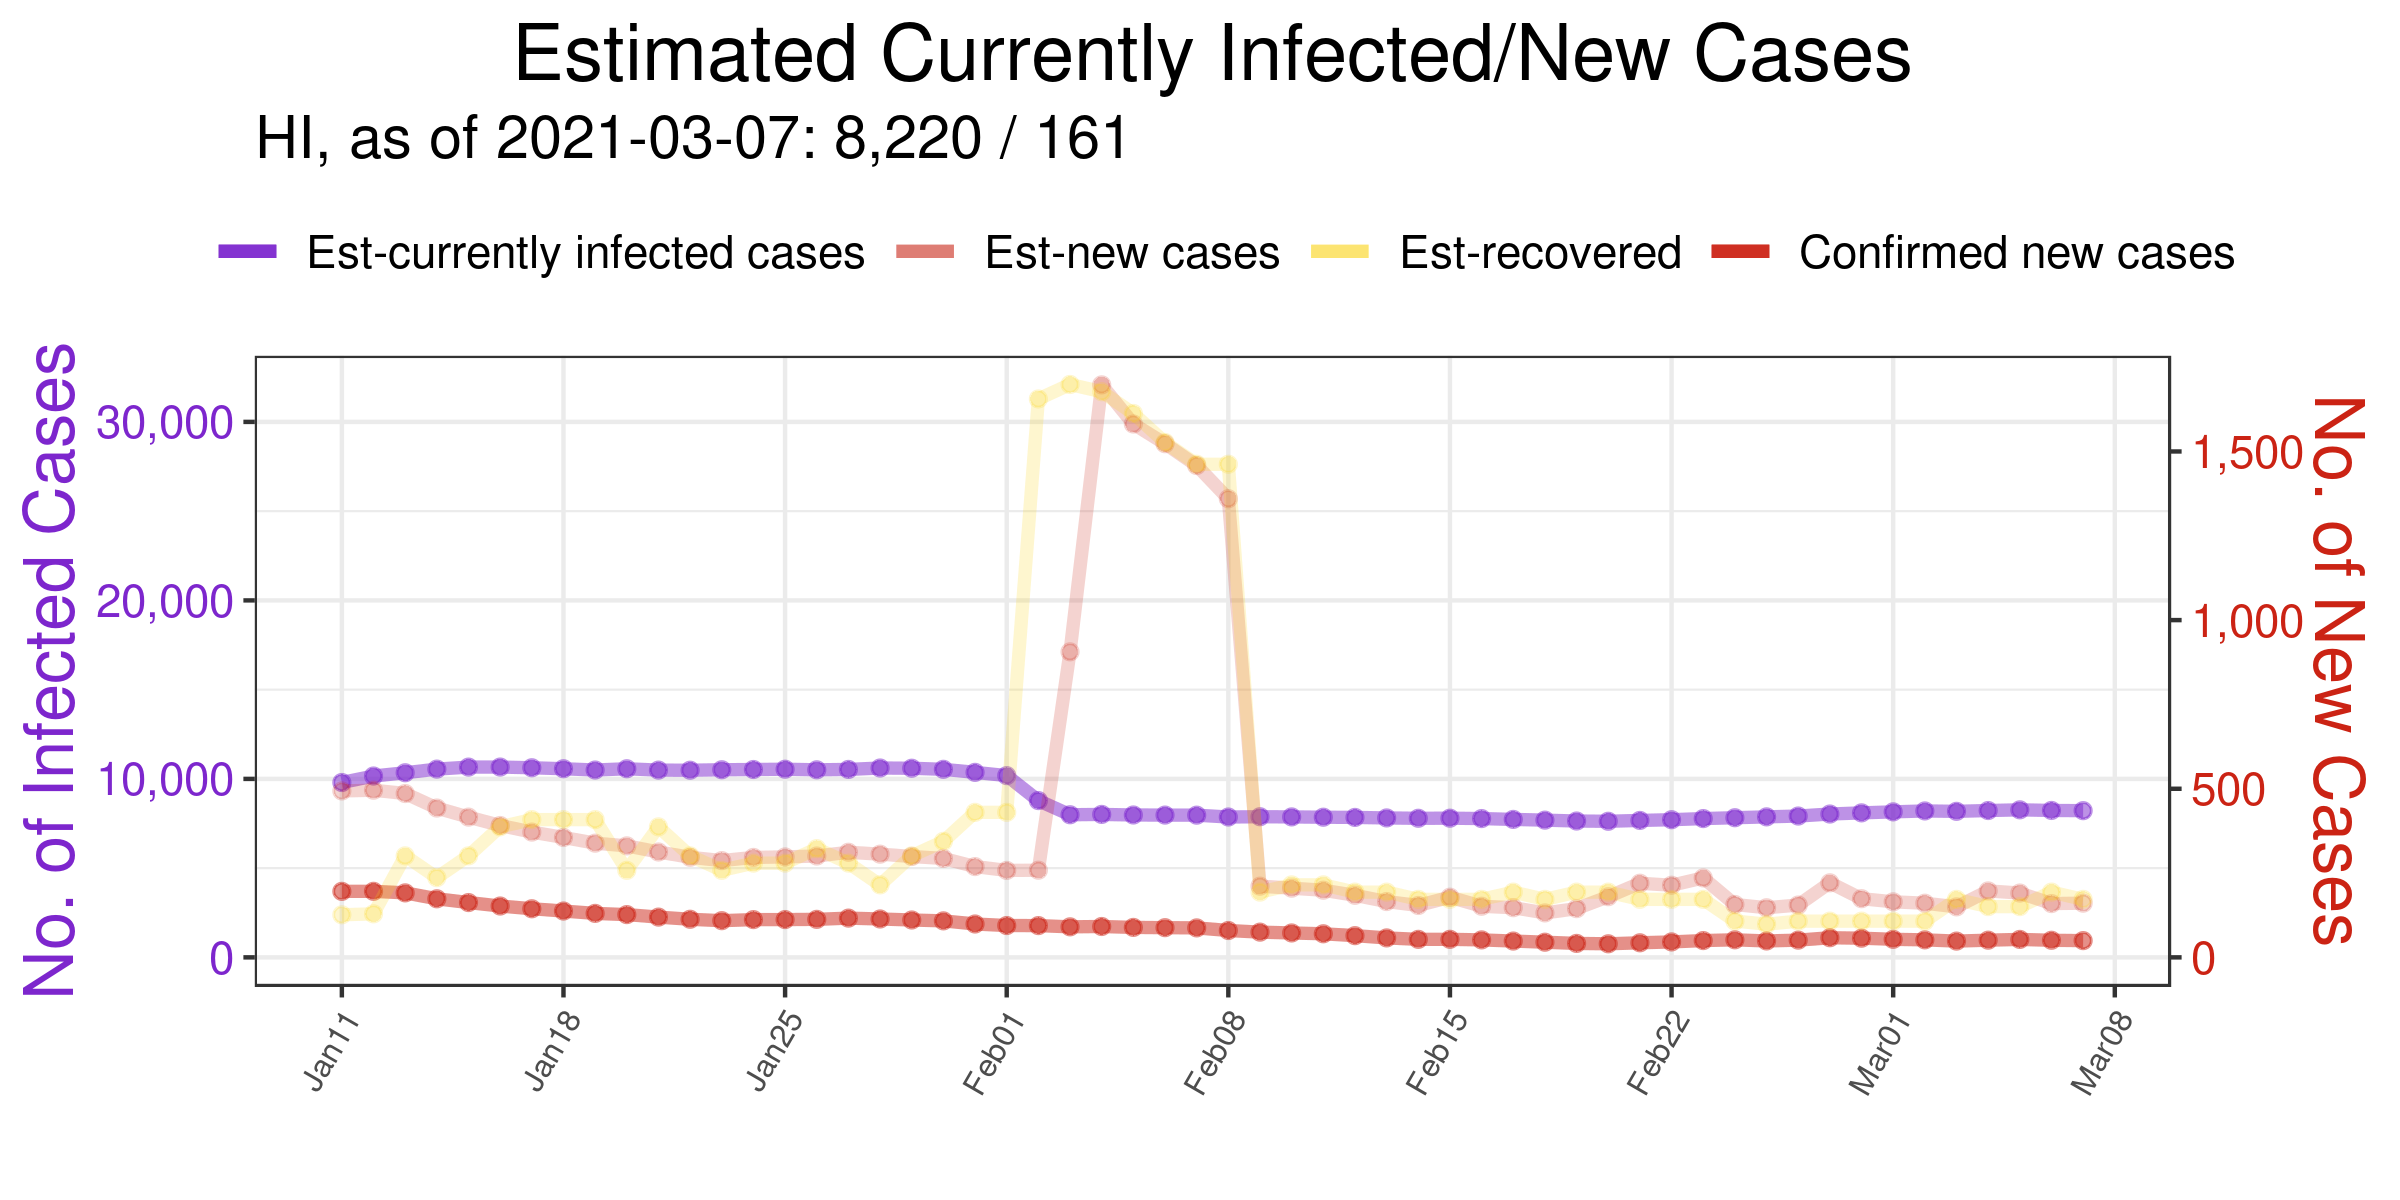 Estimated Currently Infected/New Cases
HI, as of 2021-03-07: 8,220 / 161
Est-currently infected cases Est-new cases Est-recovered Confirmed new cases
No. of Infected Cases
30,000
20,000
10,000
0
1,500
1,000
500
0
No. of New Cases
Jan11 Jan18 Jan25 Feb01 Feb08 Feb15 Feb22 Mar01 Mar08